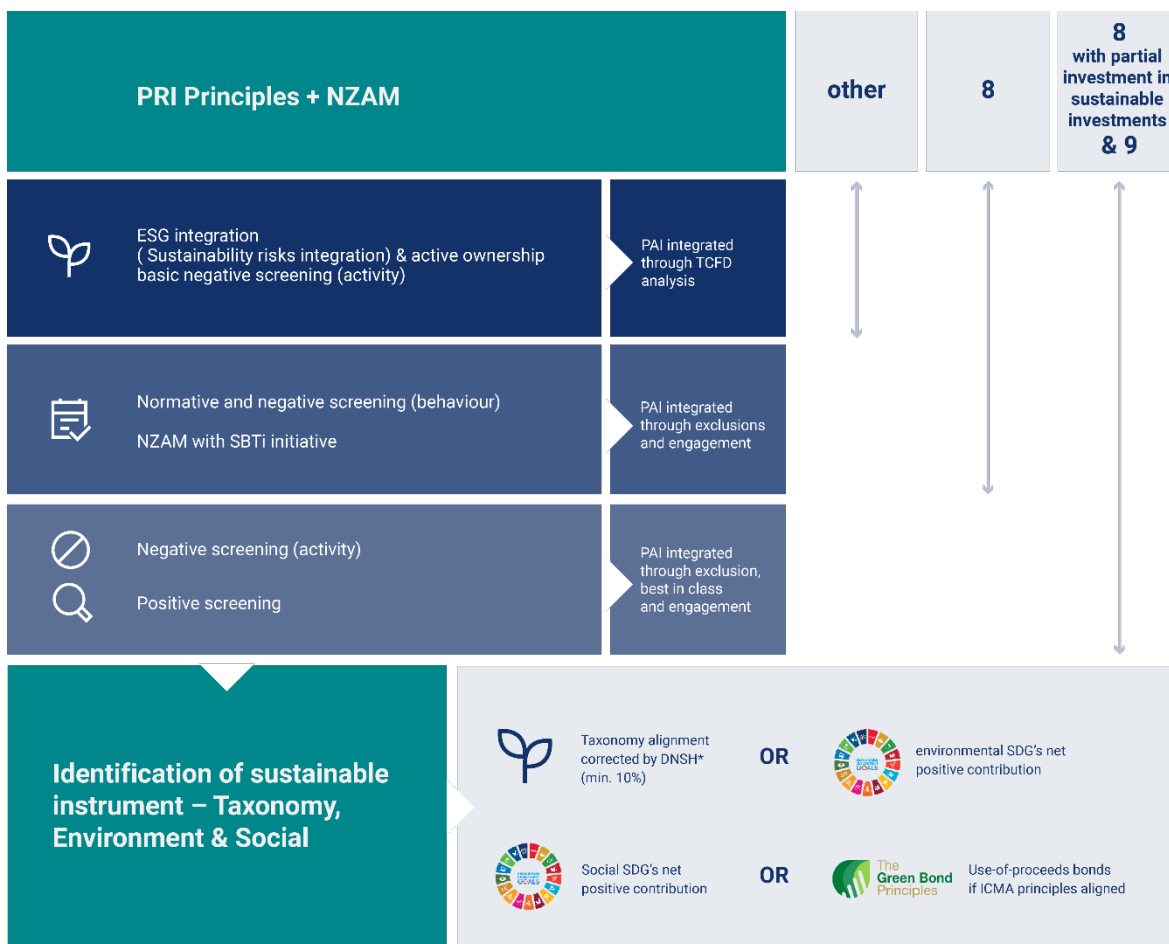 PRI Principles + NZAM
other
8
8
with partial
investment in
sustainable
investments
& 9
ESG integration
( Sustainability risks integration) & active ownership
basic negative screening (activity)
PAI integrated
through TCFD
analysis
Normative and negative screening (behaviour)
NZAM with SBTi initiative
PAI integrated
through exclusions
and engagement
Negative screening (activity)
Positive screening
PAI integrated
through exclusion,
best in class
and engagement
Identification of sustainable
instrument – Taxonomy,
Environment & Social
Taxonomy alignment
corrected by DNSH*
(min. 10%)
OR
environmental SDG's net
positive contribution
GOALS
Social SDG's net
positive contribution
OR
The
Green Bond
Principles
Use-of-proceeds bonds
if ICMA principles aligned